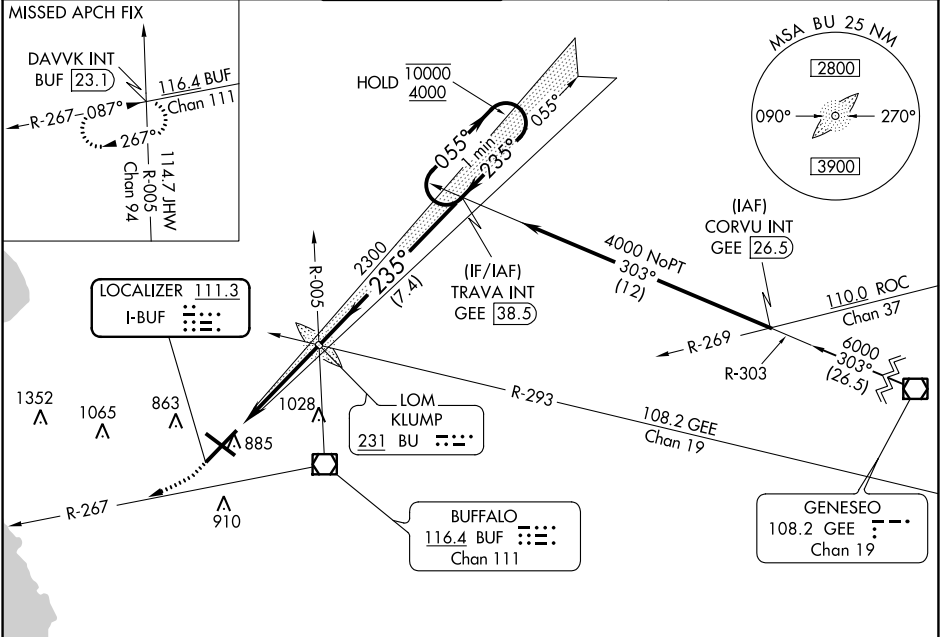 MISSED APCH FIX
DAVVK INT
BUF 23.1
116.4 BUF
Chan 111
R-267
087°
267°
114.7 JHW
R-005
Chan 94
HOLD
10000
4000
055°
1 min
235°
055°
MSA BU 25 NM
2800
090°
270°
3900
(IAF)
CORVU INT
GEE 26.5
4000 NoPT
303°
(12)
110.0 ROC
Chan 37
R-269
R-303
6000
303°
(26.5)
2300
235°
(7.4)
(IF/IAF)
TRAVA INT
GEE 38.5
R-005
LOCALIZER 111.3
I-BUF
R-293
108.2 GEE
Chan 19
1352
1065
863
885
1028
910
LOM
KLUMP
231 BU
R-267
BUFFALO
116.4 BUF
Chan 111
GENESEO
108.2 GEE
Chan 19